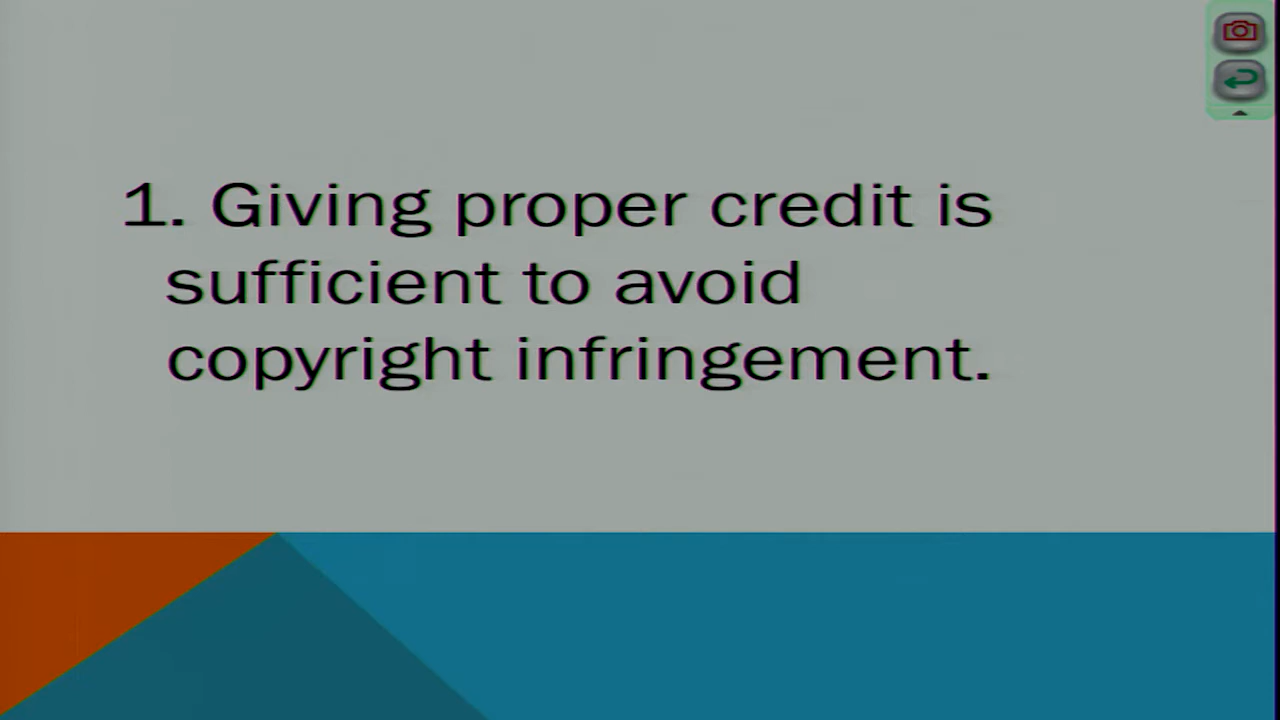 1. Giving proper credit is
sufficient to avoid
copyright infringement.